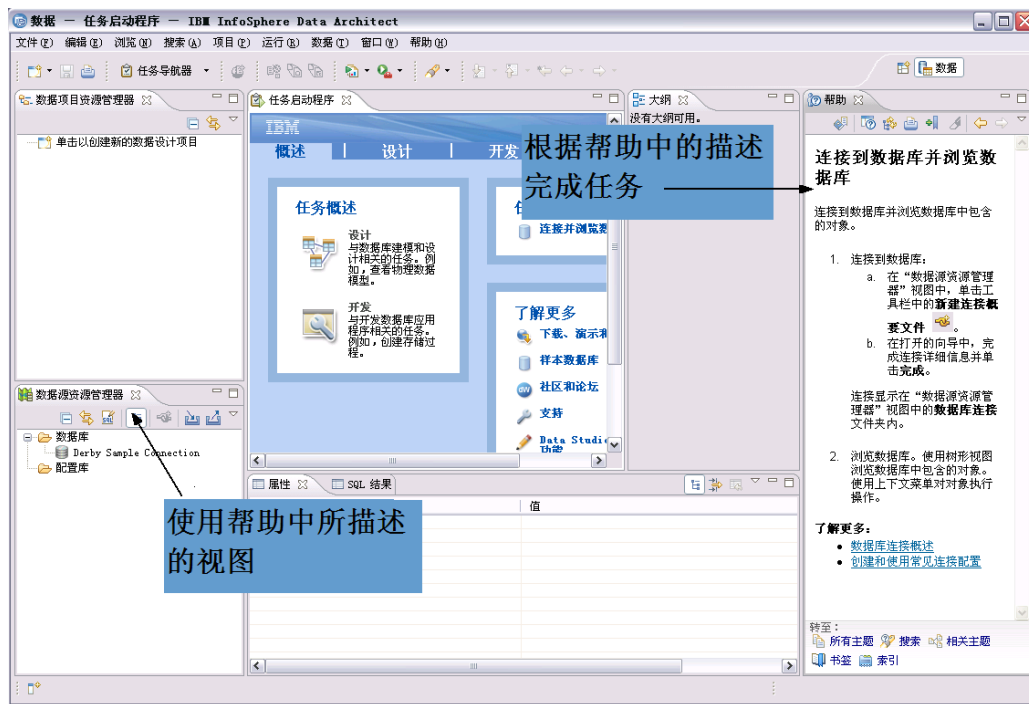 数据 — 任务启动程序 — IBM InfoSphere Data Architect
文件(F) 编辑(E) 浏览(N) 搜索(A) 项目(P) 运行(R) 数据(T) 窗口(W) 帮助(H)
任务导航器
数据
数据项目资源管理器
单击以创建新的数据设计项目
任务启动程序
IBM
概述 | 设计 | 开发
任务概述
设计
与数据库建模和设
计相关的任务。例
如，查看物理数据
模型。
开发
与开发数据库应用
程序相关的任务。
例如，创建存储过
程。
连接并浏览数
了解更多
下载、演示和
样本数据库
社区和论坛
支持
Data Studio
功能
大纲
没有大纲可用。
根据帮助中的描述
完成任务
帮助
连接到数据库并浏览数
据库
连接到数据库并浏览数据库中包含
的对象。
1. 连接到数据库：
a. 在“数据源资源管理
器”视图中，单击工
具栏中的新建连接概
要文件 。
b. 在打开的向导中，完
成连接详细信息并单
击完成。
连接显示在“数据源资源管
理器”视图中的数据库连接
文件夹内。
2. 浏览数据库。使用树形视图
浏览数据库中包含的对象。
使用上下文菜单对对象执行
操作。
了解更多：
数据库连接概述
创建和使用常见连接配置
转至：
所有主题 搜索 相关主题
书签 索引
数据源资源管理器
数据库
Derby Sample Connection
配置库
使用帮助中所描述
的视图
属性 SQL 结果
值